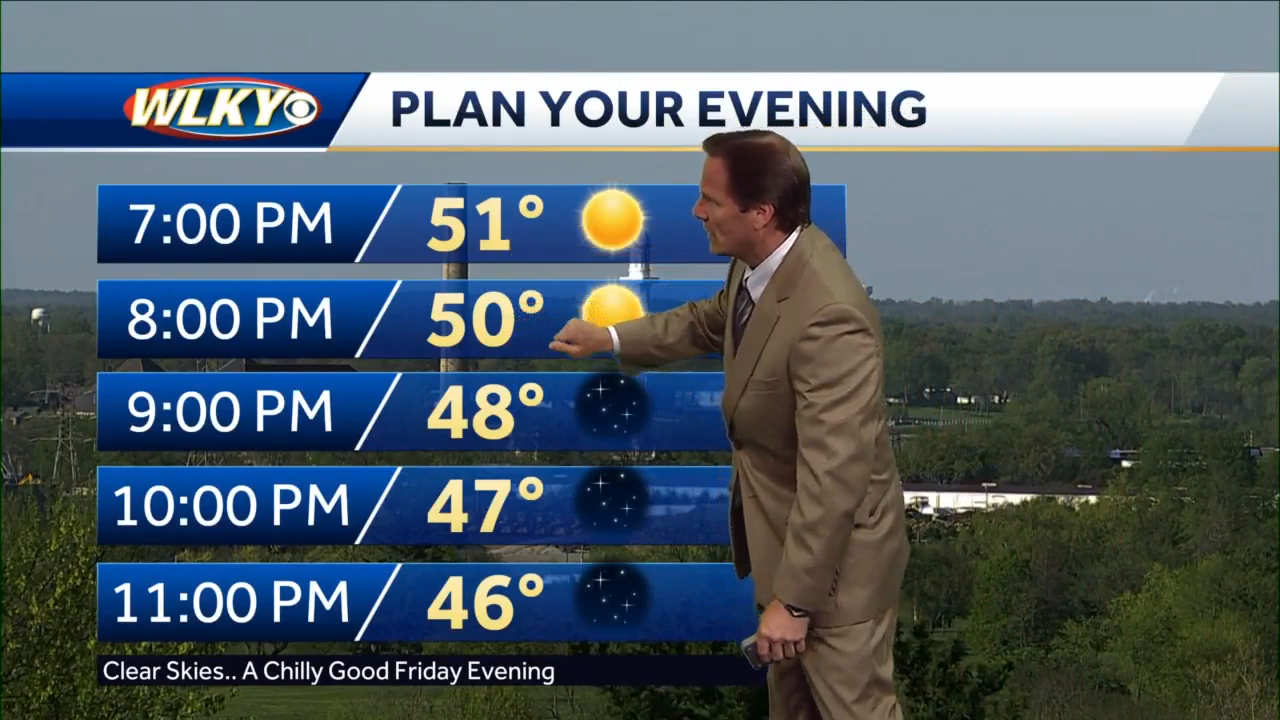 WLKY
PLAN YOUR EVENING
7:00 PM 51°
8:00 PM 50°
9:00 PM 48°
10:00 PM 47°
11:00 PM 46°
Clear Skies.. A Chilly Good Friday Evening